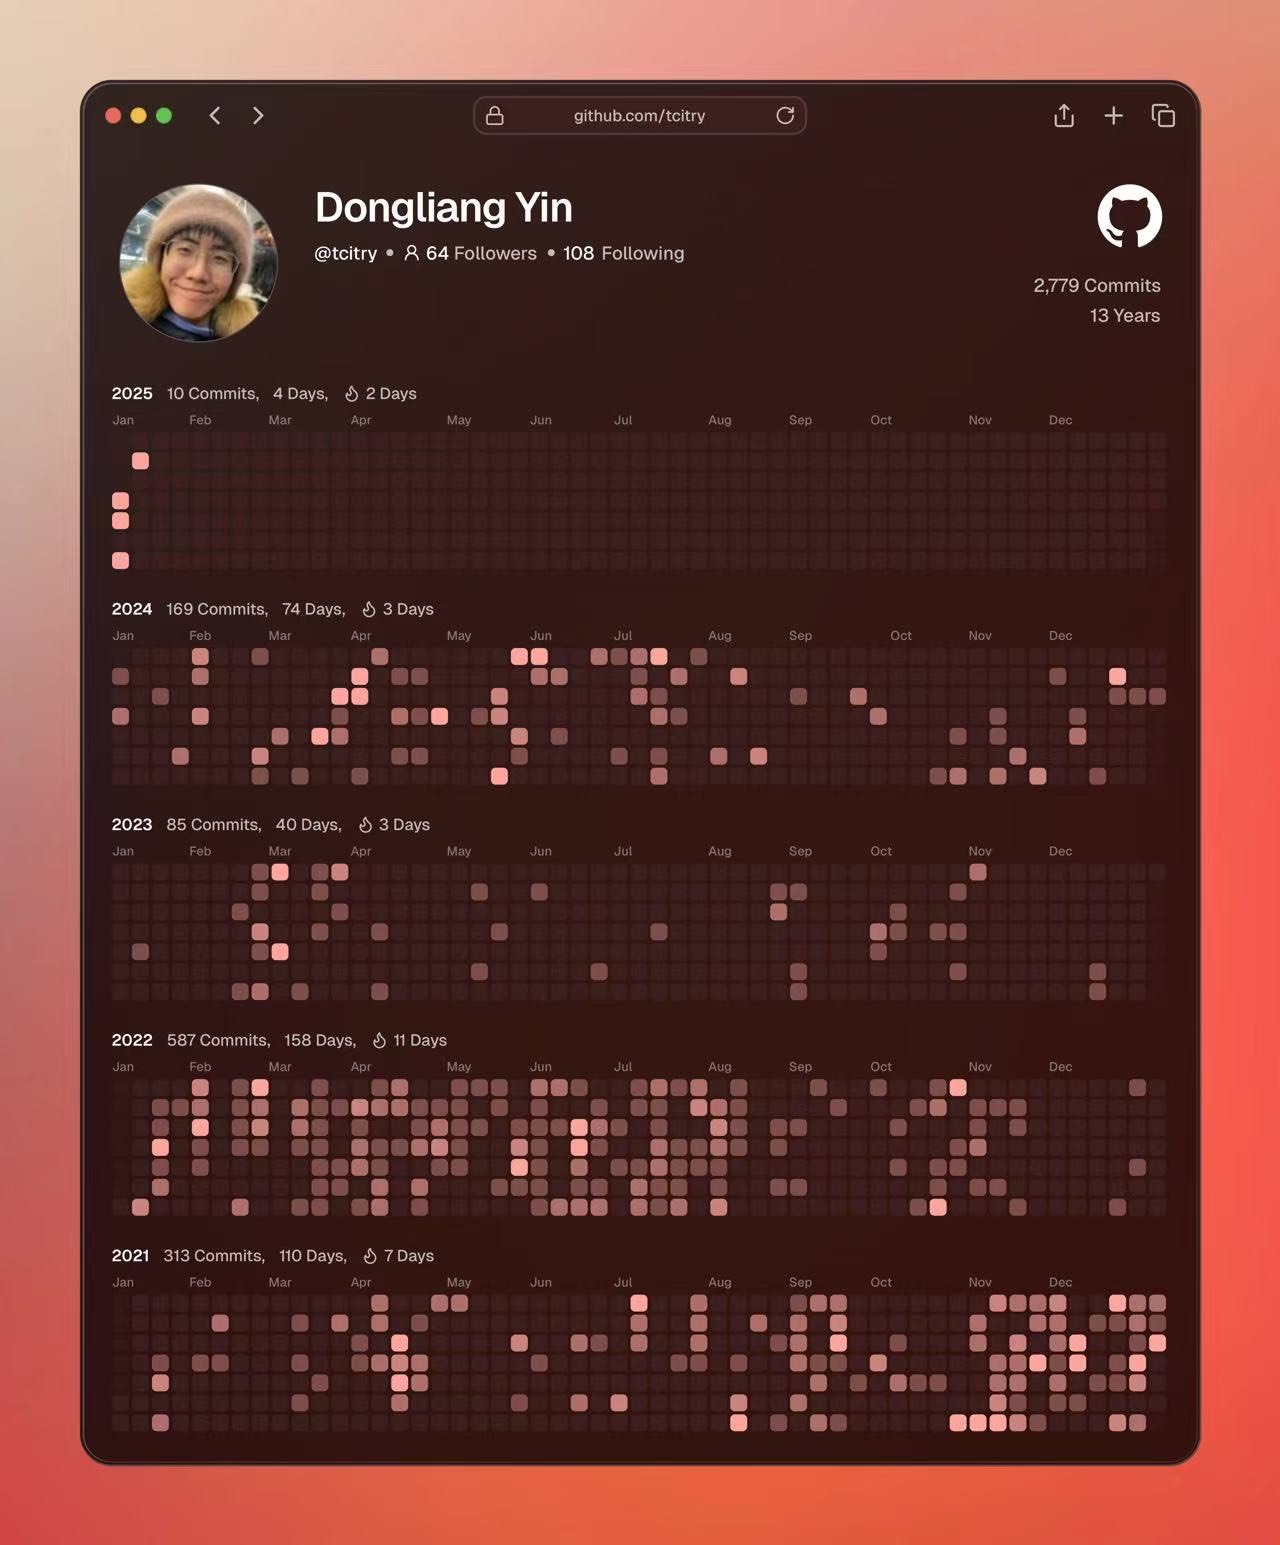 github.com/tcitry
Dongliang Yin
@tcitry • 64 Followers • 108 Following
2,779 Commits
13 Years
2025 10 Commits, 4 Days, 2 Days
Jan Feb Mar Apr May Jun Jul Aug Sep Oct Nov Dec
2024 169 Commits, 74 Days, 3 Days
Jan Feb Mar Apr May Jun Jul Aug Sep Oct Nov Dec
2023 85 Commits, 40 Days, 3 Days
Jan Feb Mar Apr May Jun Jul Aug Sep Oct Nov Dec
2022 587 Commits, 158 Days, 11 Days
Jan Feb Mar Apr May Jun Jul Aug Sep Oct Nov Dec
2021 313 Commits, 110 Days, 7 Days
Jan Feb Mar Apr May Jun Jul Aug Sep Oct Nov Dec